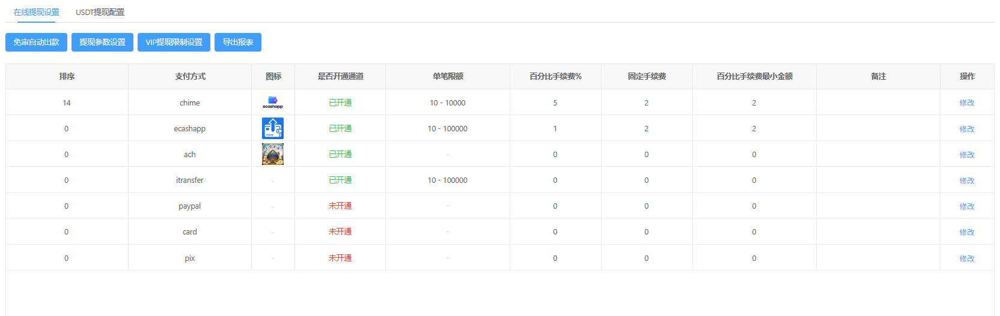 在线提现设置 USDT提现配置
免审自动出款 提现参数设置 VIP提现限制设置 导出报表
排序 支付方式 图标 是否开通通道 单笔限额 百分比手续费% 固定手续费 百分比手续费最小金额 备注 操作
14 chime ecashapp 已开通 10 - 10000 5 2 2 修改
0 ecashapp chime 已开通 10 - 100000 1 2 2 修改
0 ach 已开通 - 0 0 0 修改
0 itransfer - 已开通 10 - 100000 0 0 0 修改
0 paypal - 未开通 - 0 0 0 修改
0 card - 未开通 - 0 0 0 修改
0 pix - 未开通 - 0 0 0 修改